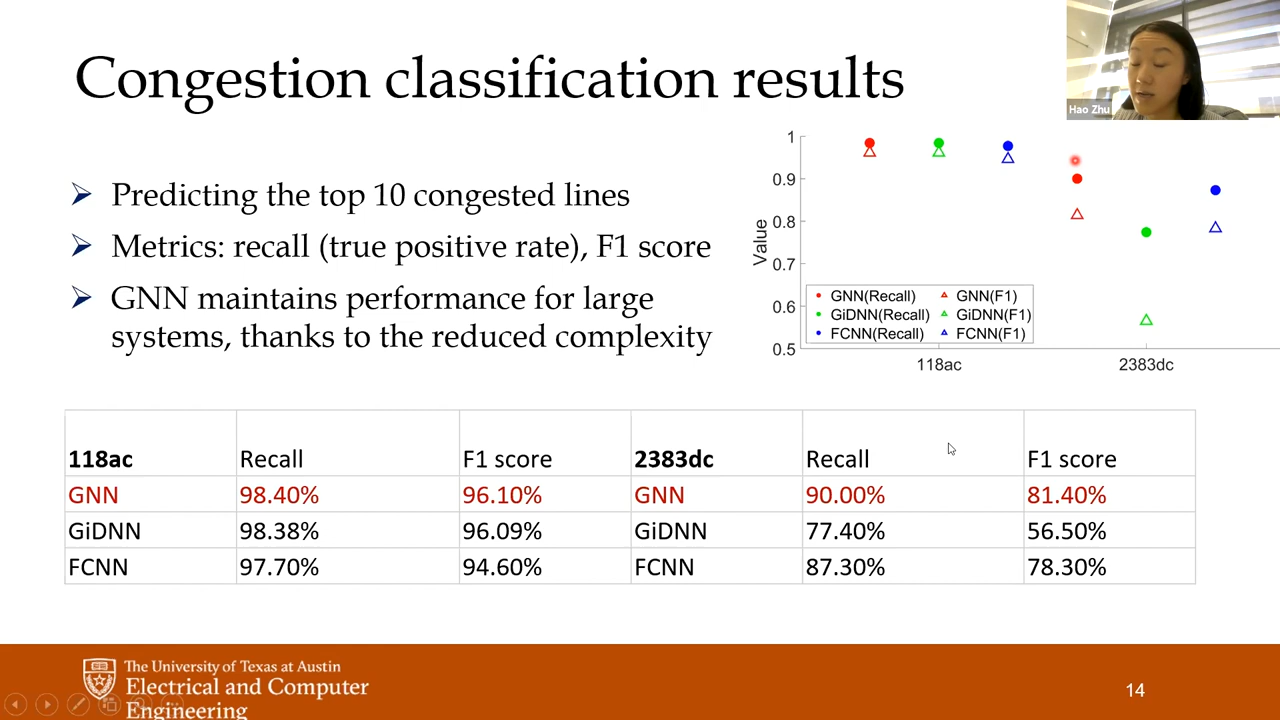 Congestion classification results
Hao Zhu
Predicting the top 10 congested lines
Metrics: recall (true positive rate), F1 score
GNN maintains performance for large
systems, thanks to the reduced complexity
1
0.9
0.8
0.7
0.6
0.5
Value
GNN(Recall) GNN(F1)
GiDNN(Recall) GiDNN(F1)
FCNN(Recall) FCNN(F1)
118ac 2383dc
118ac Recall F1 score 2383dc Recall F1 score
GNN 98.40% 96.10% GNN 90.00% 81.40%
GiDNN 98.38% 96.09% GiDNN 77.40% 56.50%
FCNN 97.70% 94.60% FCNN 87.30% 78.30%
The University of Texas at Austin
Electrical and Computer
Engineering
14